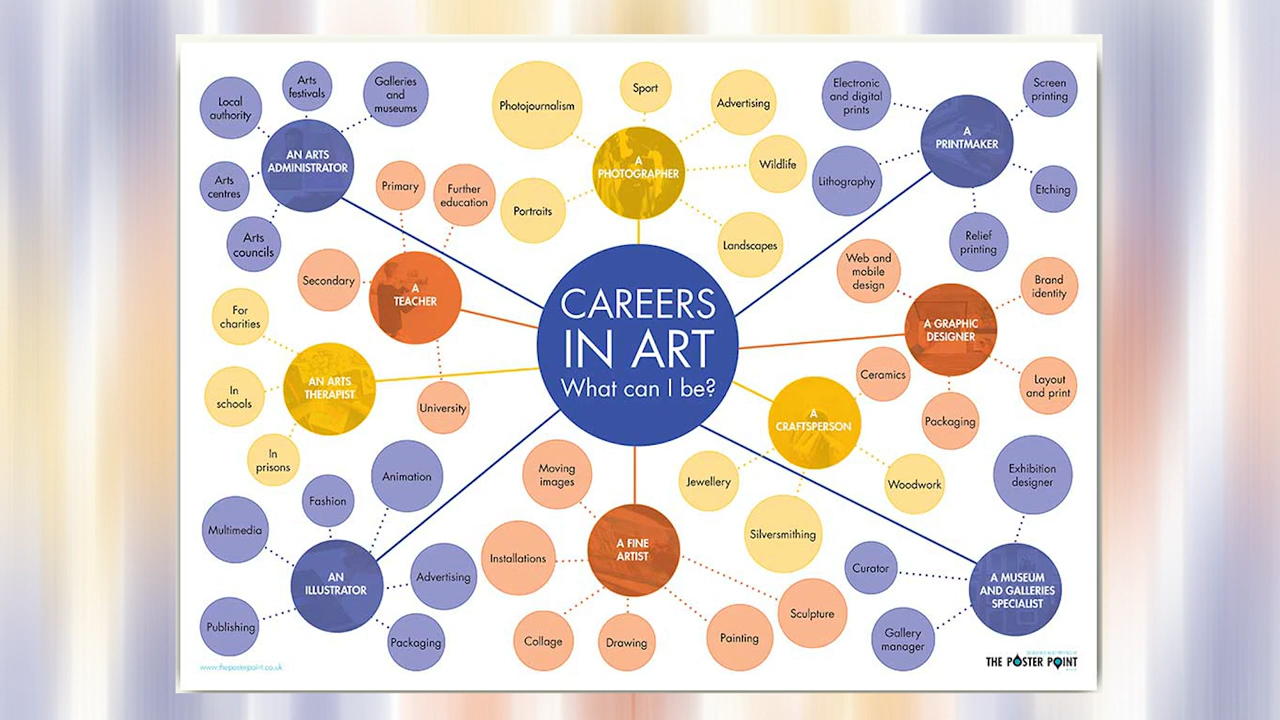 CAREERS
IN ART
What can I be?
AN ARTS
ADMINISTRATOR
Local
authority
Arts
festivals
Galleries
and
museums
Arts
centres
Arts
councils
A
TEACHER
Primary
Further
education
Secondary
University
A
PHOTOGRAPHER
Photojournalism
Sport
Advertising
Wildlife
Portraits
Landscapes
A
PRINTMAKER
Electronic
and digital
prints
Screen
printing
Lithography
Etching
Relief
printing
A GRAPHIC
DESIGNER
Web and
mobile
design
Brand
identity
Layout
and print
Packaging
A
CRAFTSPERSON
Ceramics
Jewellery
Silversmithing
Woodwork
AN ARTS
THERAPIST
For
charities
In
schools
In
prisons
AN
ILLUSTRATOR
Animation
Fashion
Multimedia
Advertising
Publishing
Packaging
A FINE
ARTIST
Moving
images
Installations
Collage
Drawing
Painting
Sculpture
A MUSEUM
AND GALLERIES
SPECIALIST
Exhibition
designer
Curator
Gallery
manager
www.theposterpoint.co.uk
THE POSTER POINT